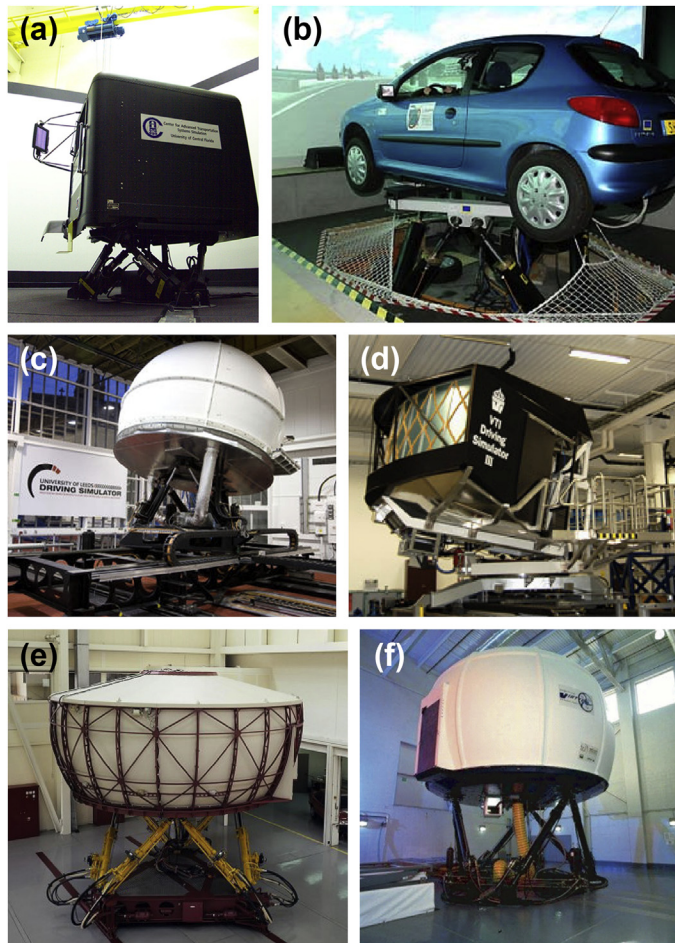 (a)
Center for Advanced Transportation
Systems Simulation
University of Central Florida
(b)
(c)
UNIVERSITY OF LEEDS
DRIVING SIMULATOR
(d)
VTI
Driving
Simulator
III
(e)
(f)